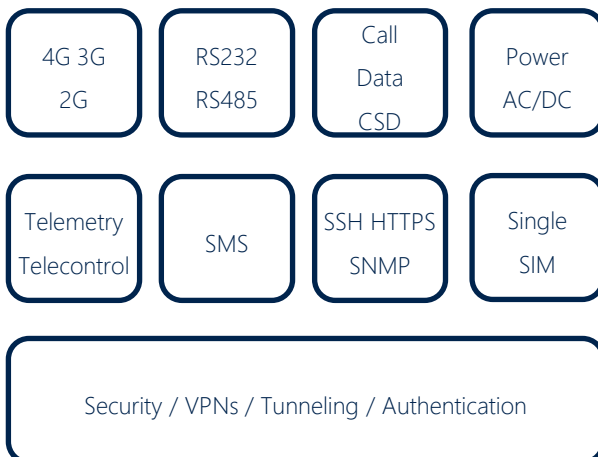 4G 3G
2G
RS232
RS485
Call
Data
CSD
Power
AC/DC
Telemetry
Telecontrol
SMS
SSH HTTPS
SNMP
Single
SIM
Security / VPNs / Tunneling / Authentication